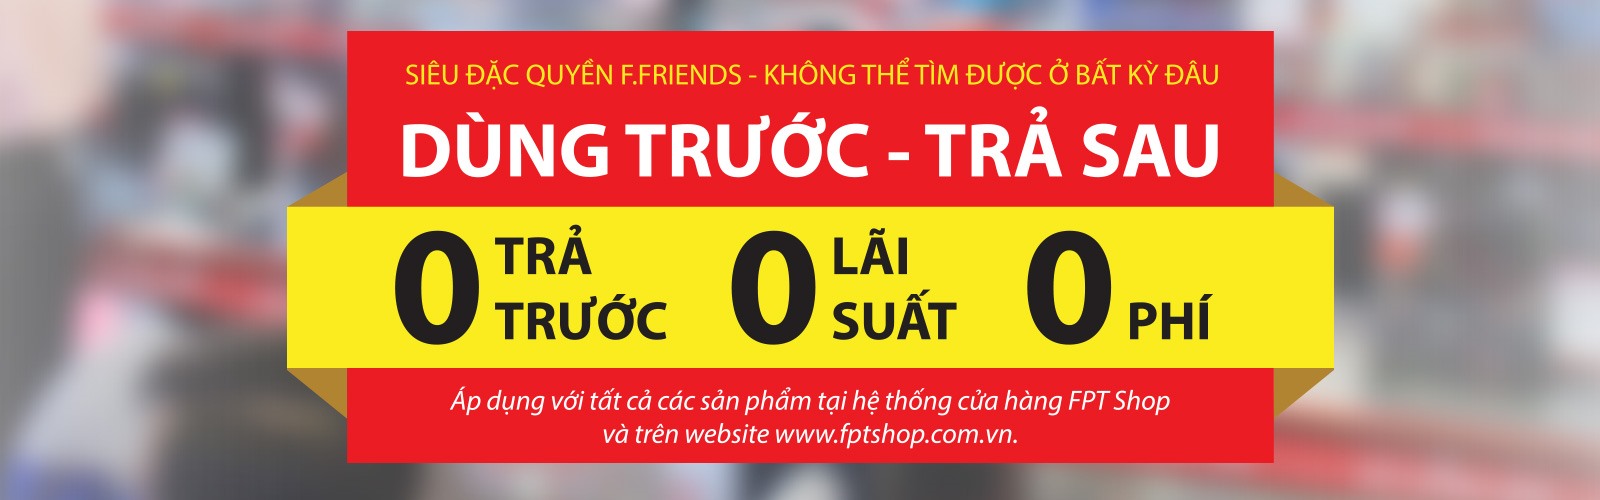 SIÊU ĐẶC QUYỀN F.FRIENDS - KHÔNG THỂ TÌM ĐƯỢC Ở BẤT KỲ ĐÂU
DÙNG TRƯỚC - TRẢ SAU
0 TRẢ TRƯỚC 0 LÃI SUẤT 0 PHÍ
Áp dụng với tất cả các sản phẩm tại hệ thống cửa hàng FPT Shop
và trên website www.fptshop.com.vn.